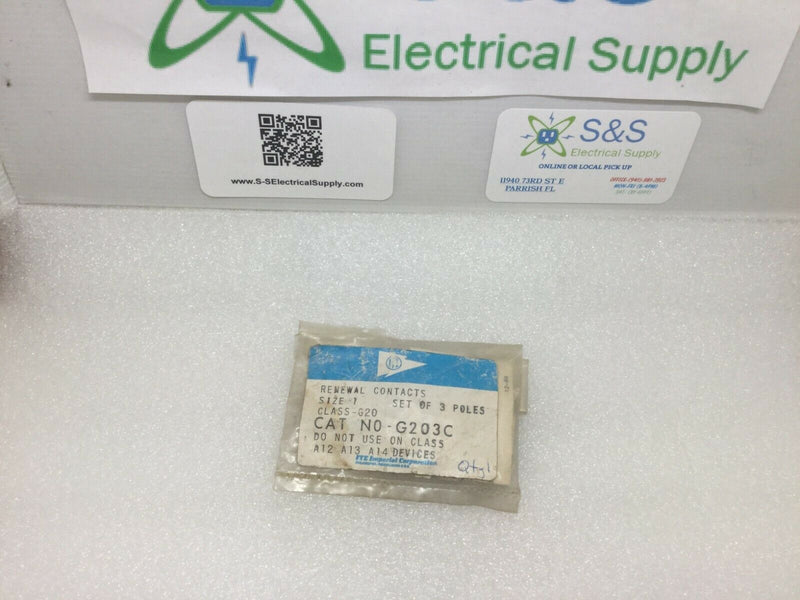 Electrical Supply
www.S-SElectricalSupply.com
S&S
Electrical Supply
ONLINE OR LOCAL PICK UP
11940 73RD ST E
PARRISH FL
RENEWAL CONTACTS
SIZE-1 SET OF 3 POLES
CLASS-G20
CAT NO-G203C
DO NOT USE ON CLASS
A12 A13 A14 DEVICES
ITE Imperial Corporation
Qty 1